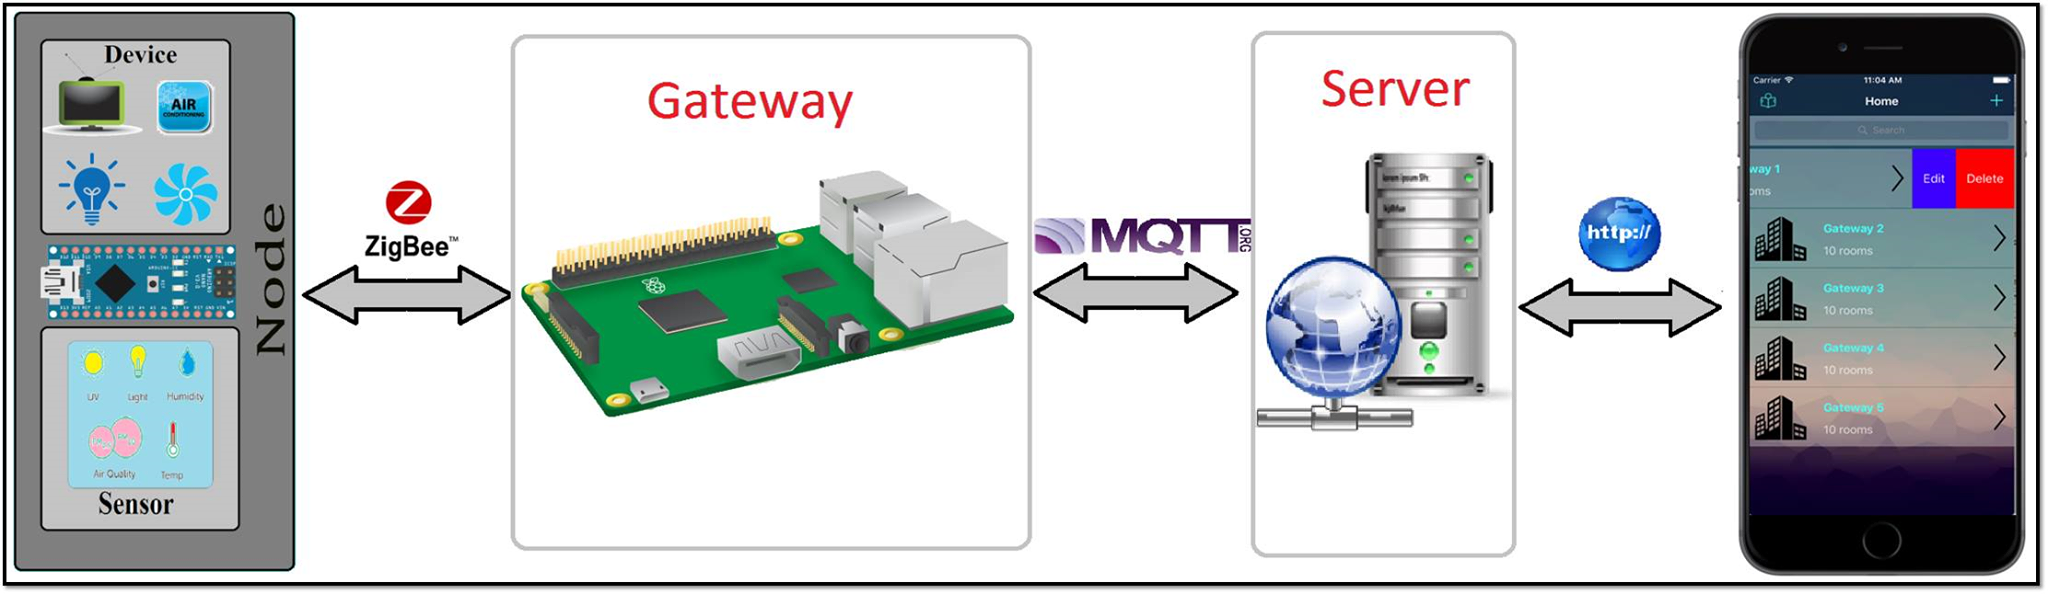 Device
AIR
CONDITIONING
Node
UV
Light
Humidity
Air Quality
Temp
Sensor
ZigBee™
Gateway
MQTT
.ORG
Server
http://
Carrier
11:04 AM
Home
+
Search
way 1
oms
Edit
Delete
Gateway 2
10 rooms
Gateway 3
10 rooms
Gateway 4
10 rooms
Gateway 5
10 rooms